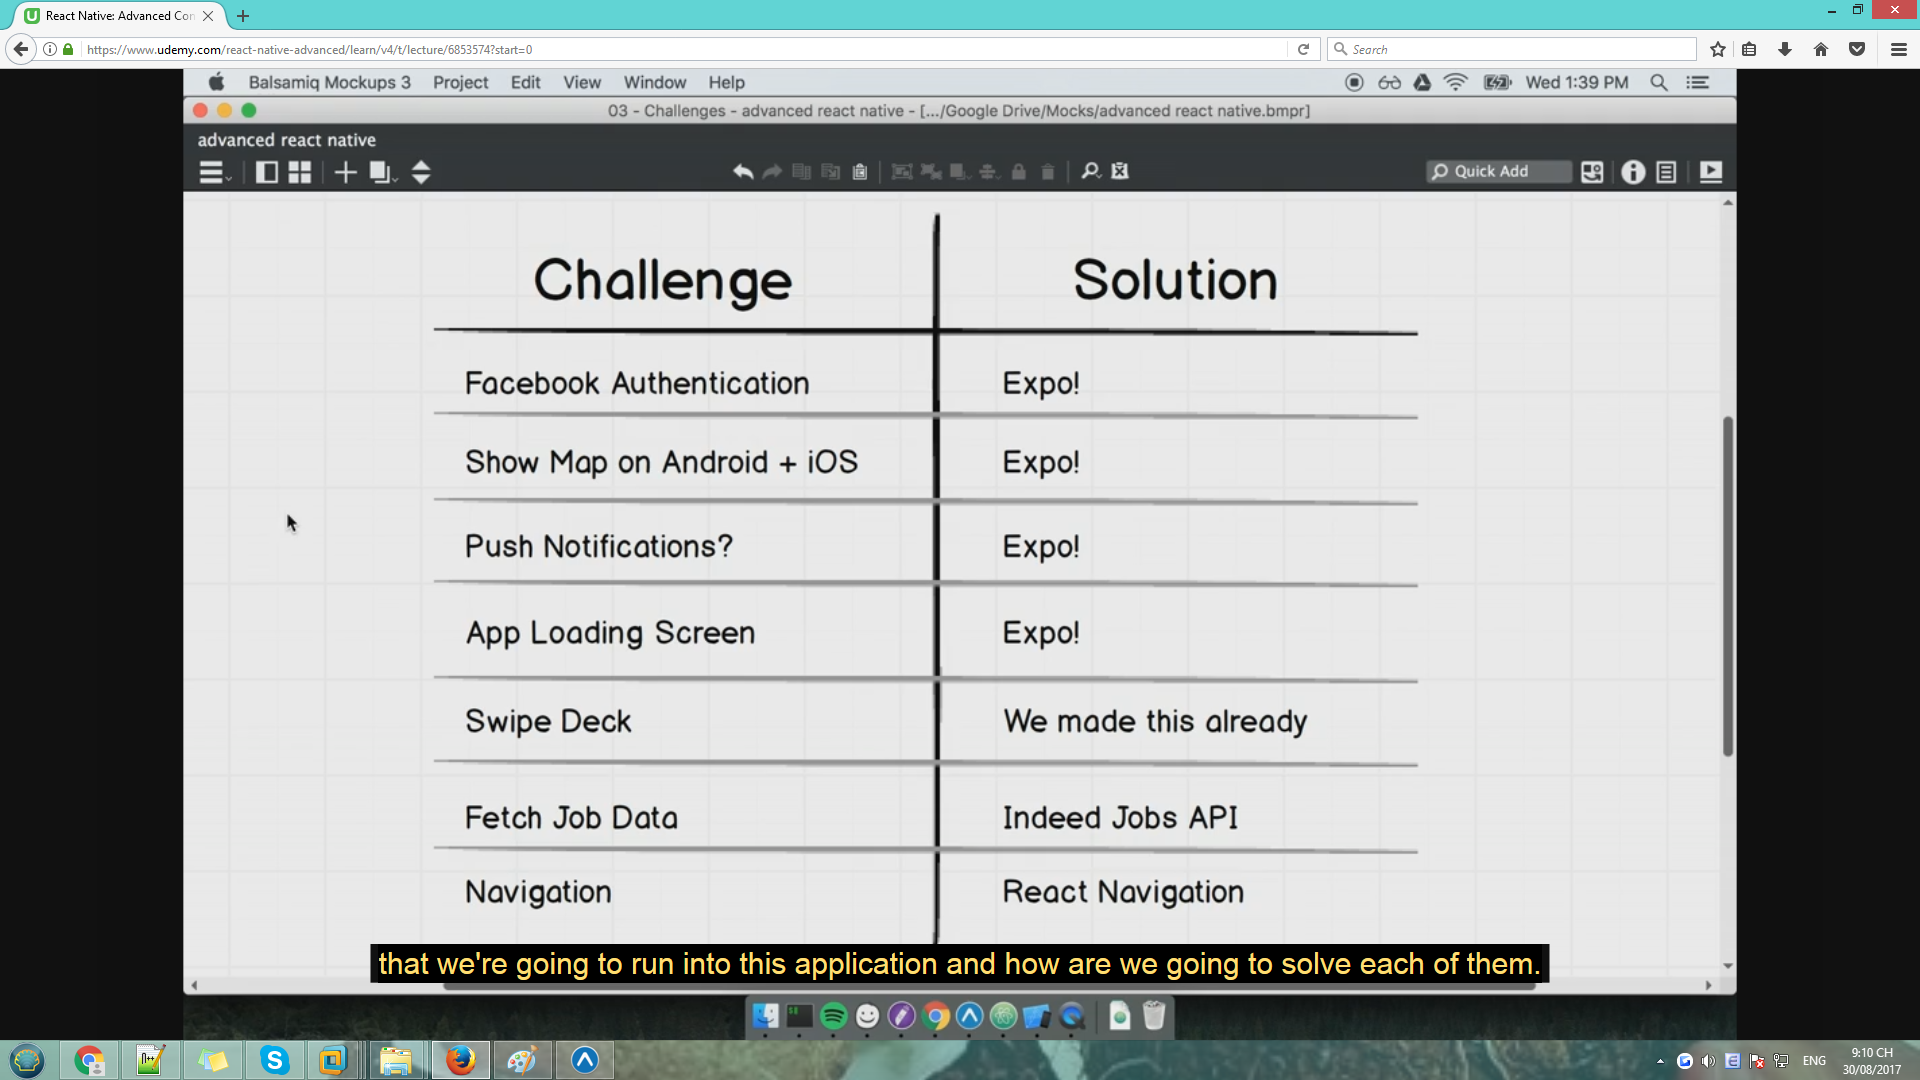 React Native: Advanced Con
https://www.udemy.com/react-native-advanced/learn/v4/t/lecture/6853574?start=0
Search
Balsamiq Mockups 3 Project Edit View Window Help
Wed 1:39 PM
03 - Challenges - advanced react native - [.../Google Drive/Mocks/advanced react native.bmpr]
advanced react native
Quick Add
Challenge Solution
Facebook Authentication Expo!
Show Map on Android + iOS Expo!
Push Notifications? Expo!
App Loading Screen Expo!
Swipe Deck We made this already
Fetch Job Data Indeed Jobs API
Navigation React Navigation
that we're going to run into this application and how are we going to solve each of them.
ENG
9:10 CH
30/08/2017